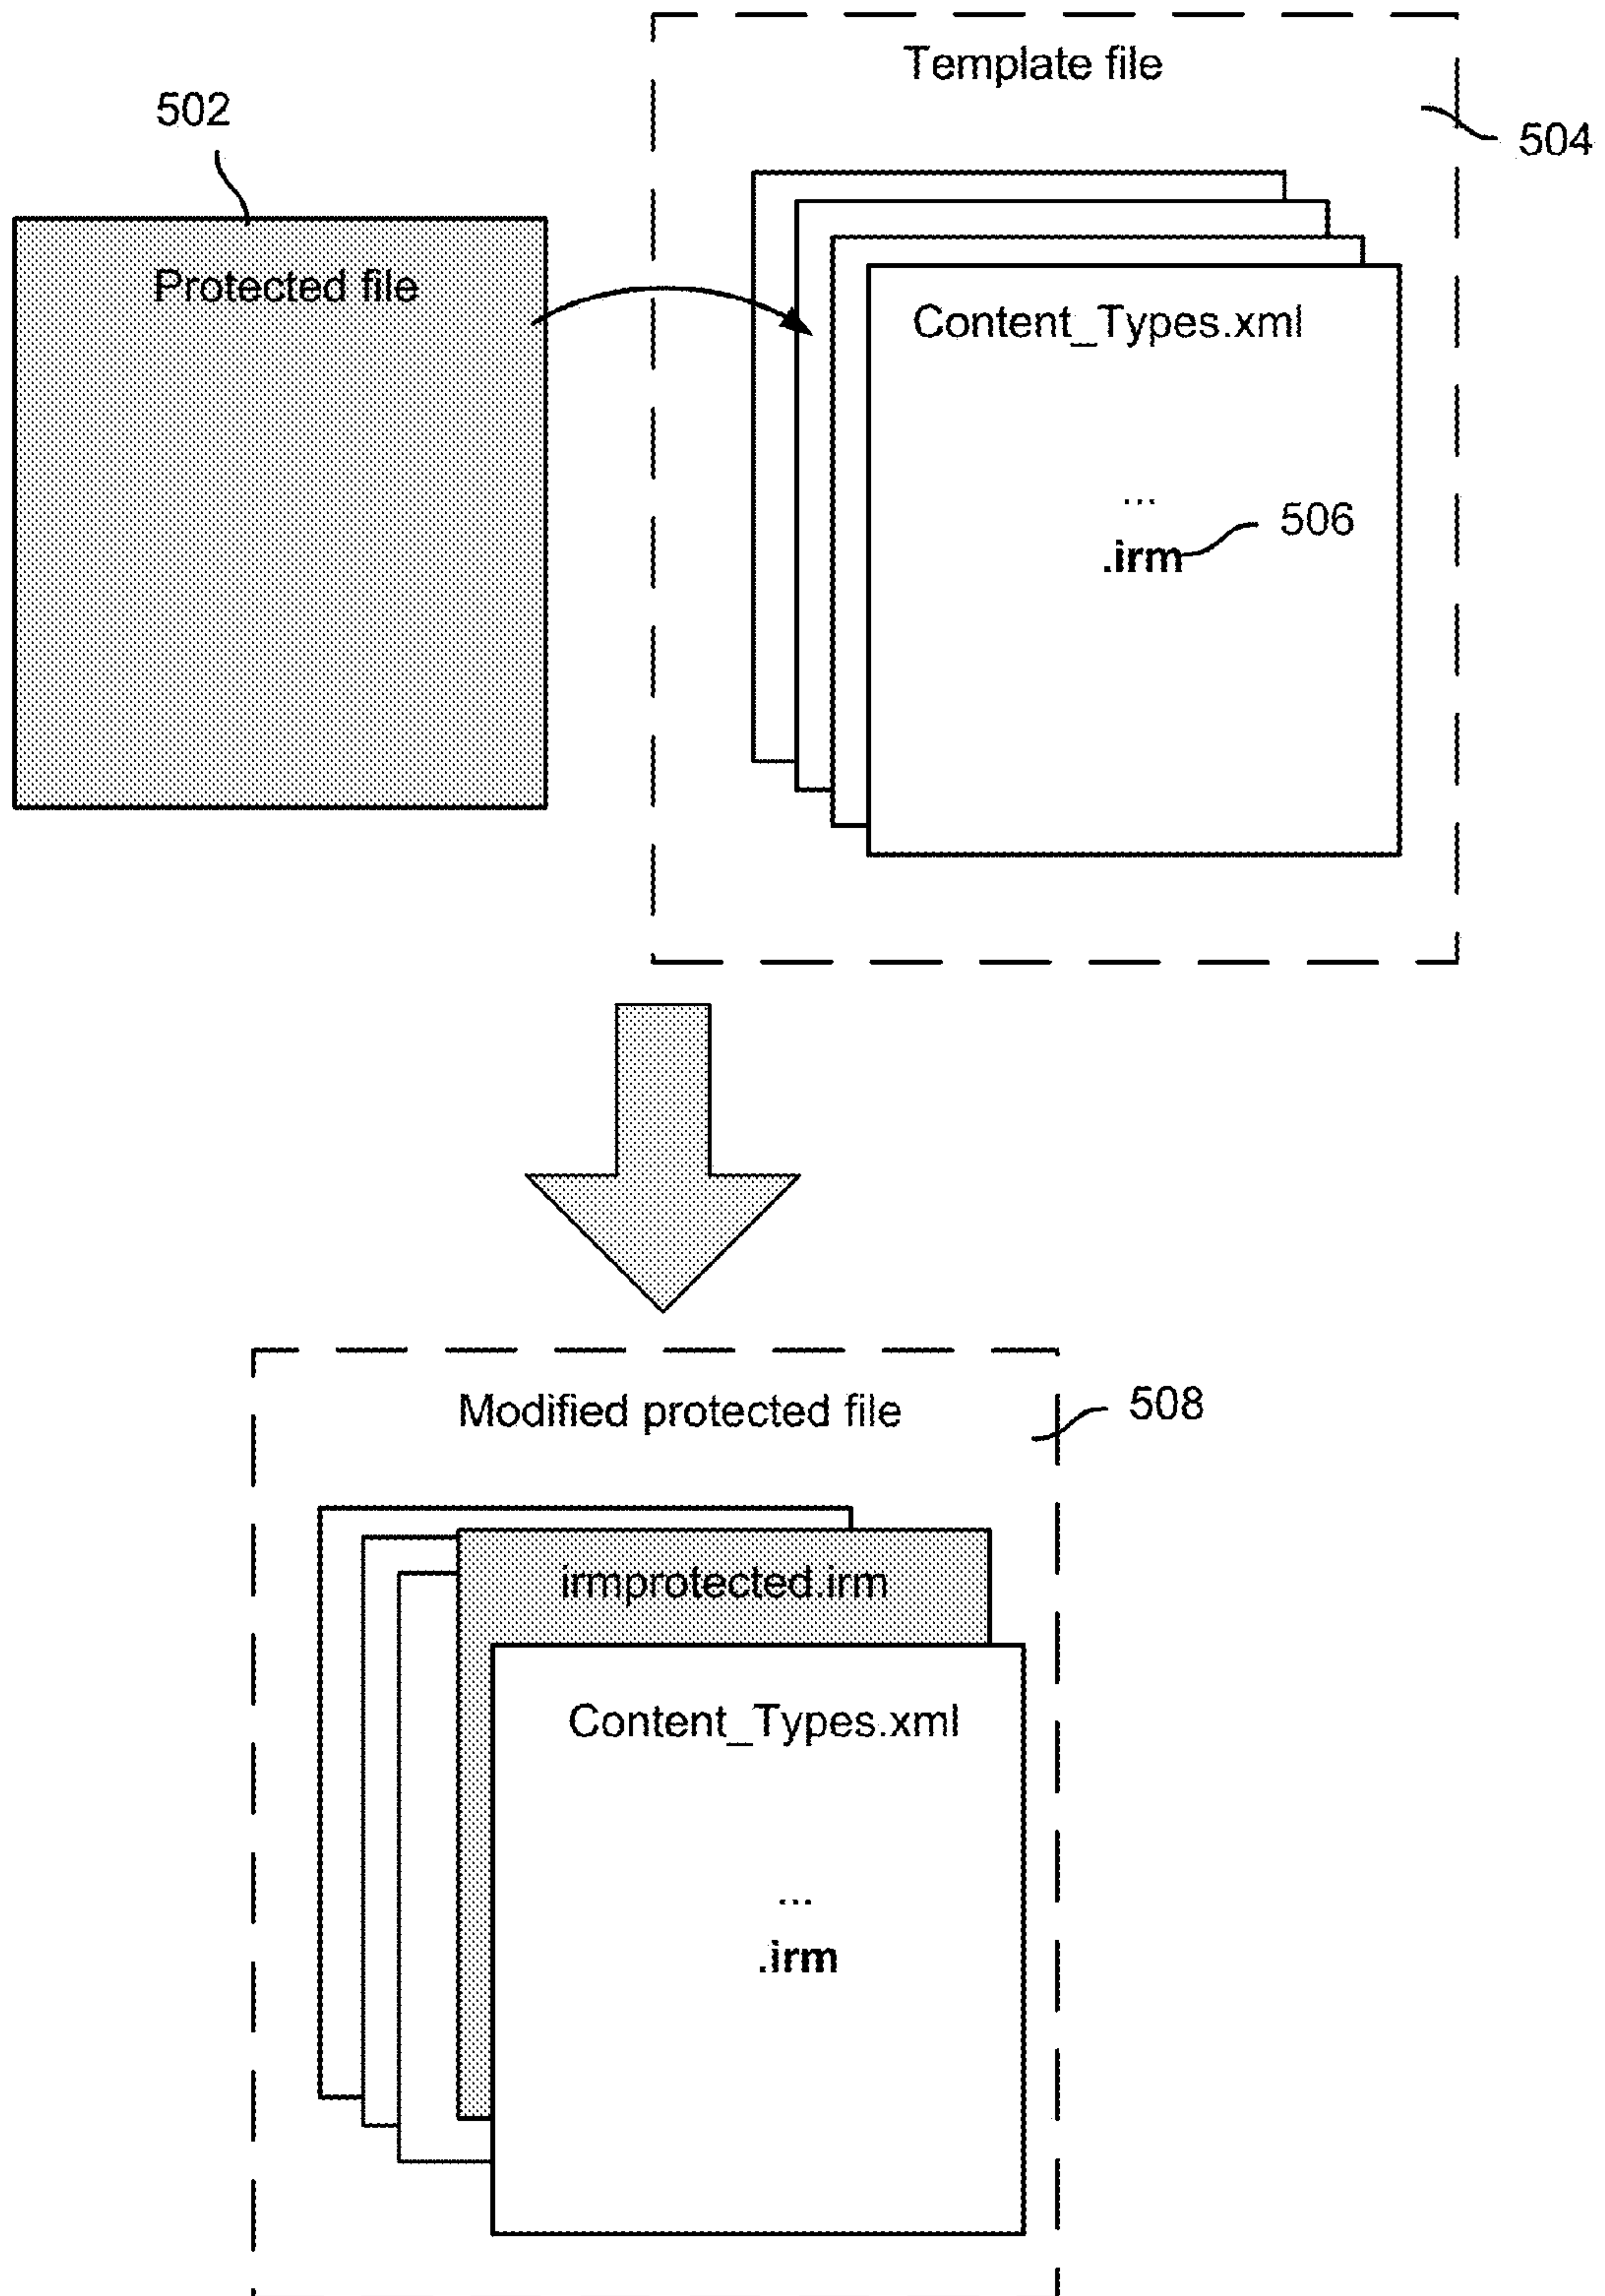 Template file
502
504
Protected file
Content_Types.xml
...
506
.irm
Modified protected file
508
irmprotected.irm
Content_Types.xml
...
.irm